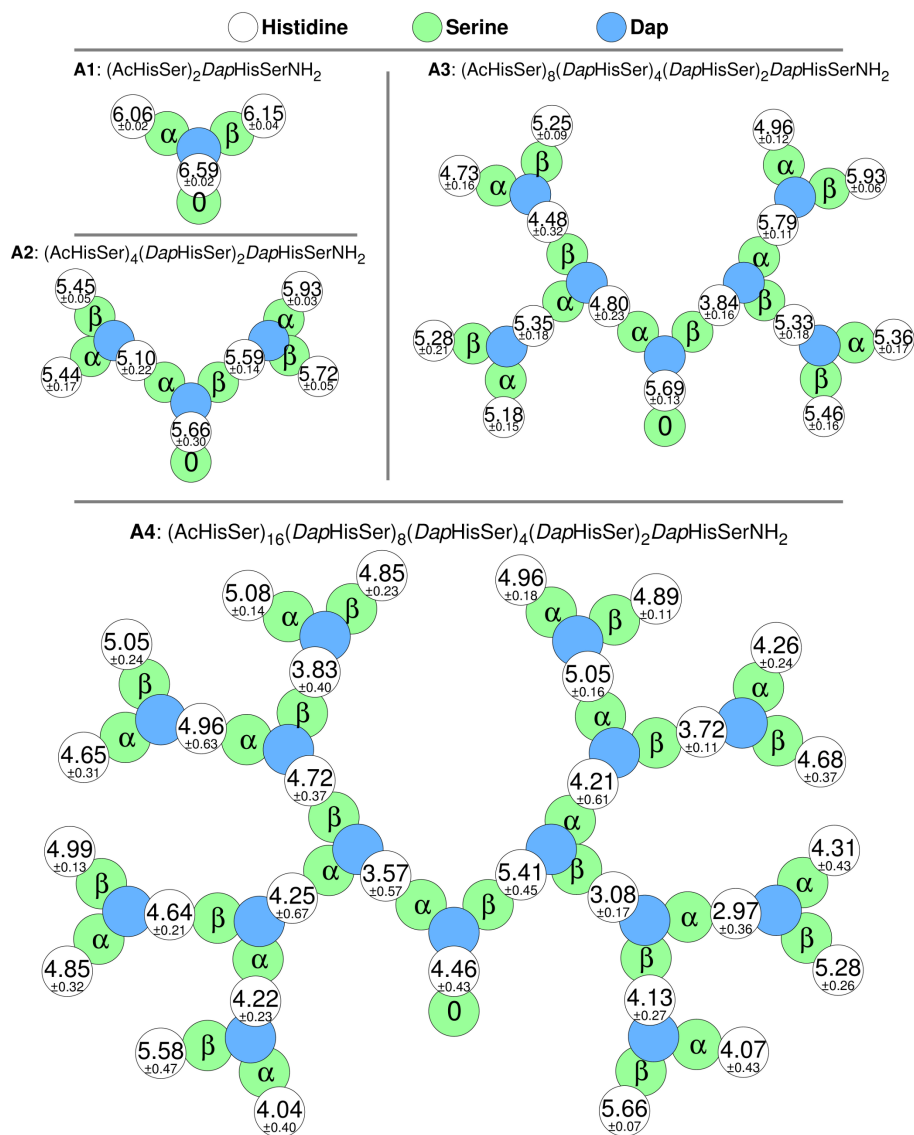 Histidine Serine Dap
A1: (AcHisSer)2DapHisSerNH2
6.06 ±0.02 α β 6.15 ±0.04
6.59 ±0.02
0
A2: (AcHisSer)4(DapHisSer)2DapHisSerNH2
5.45 ±0.05 β 5.93 ±0.03 α
5.44 ±0.17 α 5.10 ±0.22 α β 5.59 ±0.14 β 5.72 ±0.05
5.66 ±0.30
0
A3: (AcHisSer)8(DapHisSer)4(DapHisSer)2DapHisSerNH2
5.25 ±0.09 4.96 ±0.12
4.73 ±0.16 α β α β 5.93 ±0.06
4.48 ±0.32 5.79 ±0.11
β α
α 4.80 ±0.23 3.84 ±0.16 β
5.28 ±0.21 β 5.35 ±0.18 α β 5.33 ±0.18 α 5.36 ±0.17
α 5.69 ±0.13 β
5.18 ±0.15 0 5.46 ±0.16
A4: (AcHisSer)16(DapHisSer)8(DapHisSer)4(DapHisSer)2DapHisSerNH2
5.08 ±0.14 α β 4.85 ±0.23 4.96 ±0.18 α β 4.89 ±0.11
5.05 ±0.24 3.83 ±0.40 5.05 ±0.16 4.26 ±0.24
β β α α
4.65 ±0.31 α 4.96 ±0.63 α β 3.72 ±0.11 β 4.68 ±0.37
4.72 ±0.37 4.21 ±0.61
β α
4.99 ±0.13 α 3.57 ±0.57 5.41 ±0.45 β 4.31 ±0.43
β 4.25 ±0.67 α β 3.08 ±0.17 α
4.64 ±0.21 β α 2.97 ±0.36
4.85 ±0.32 α α 4.46 ±0.43 β β 5.28 ±0.26
4.22 ±0.23 0 4.13 ±0.27
5.58 ±0.47 β α α 4.07 ±0.43
β
4.04 ±0.40 5.66 ±0.07